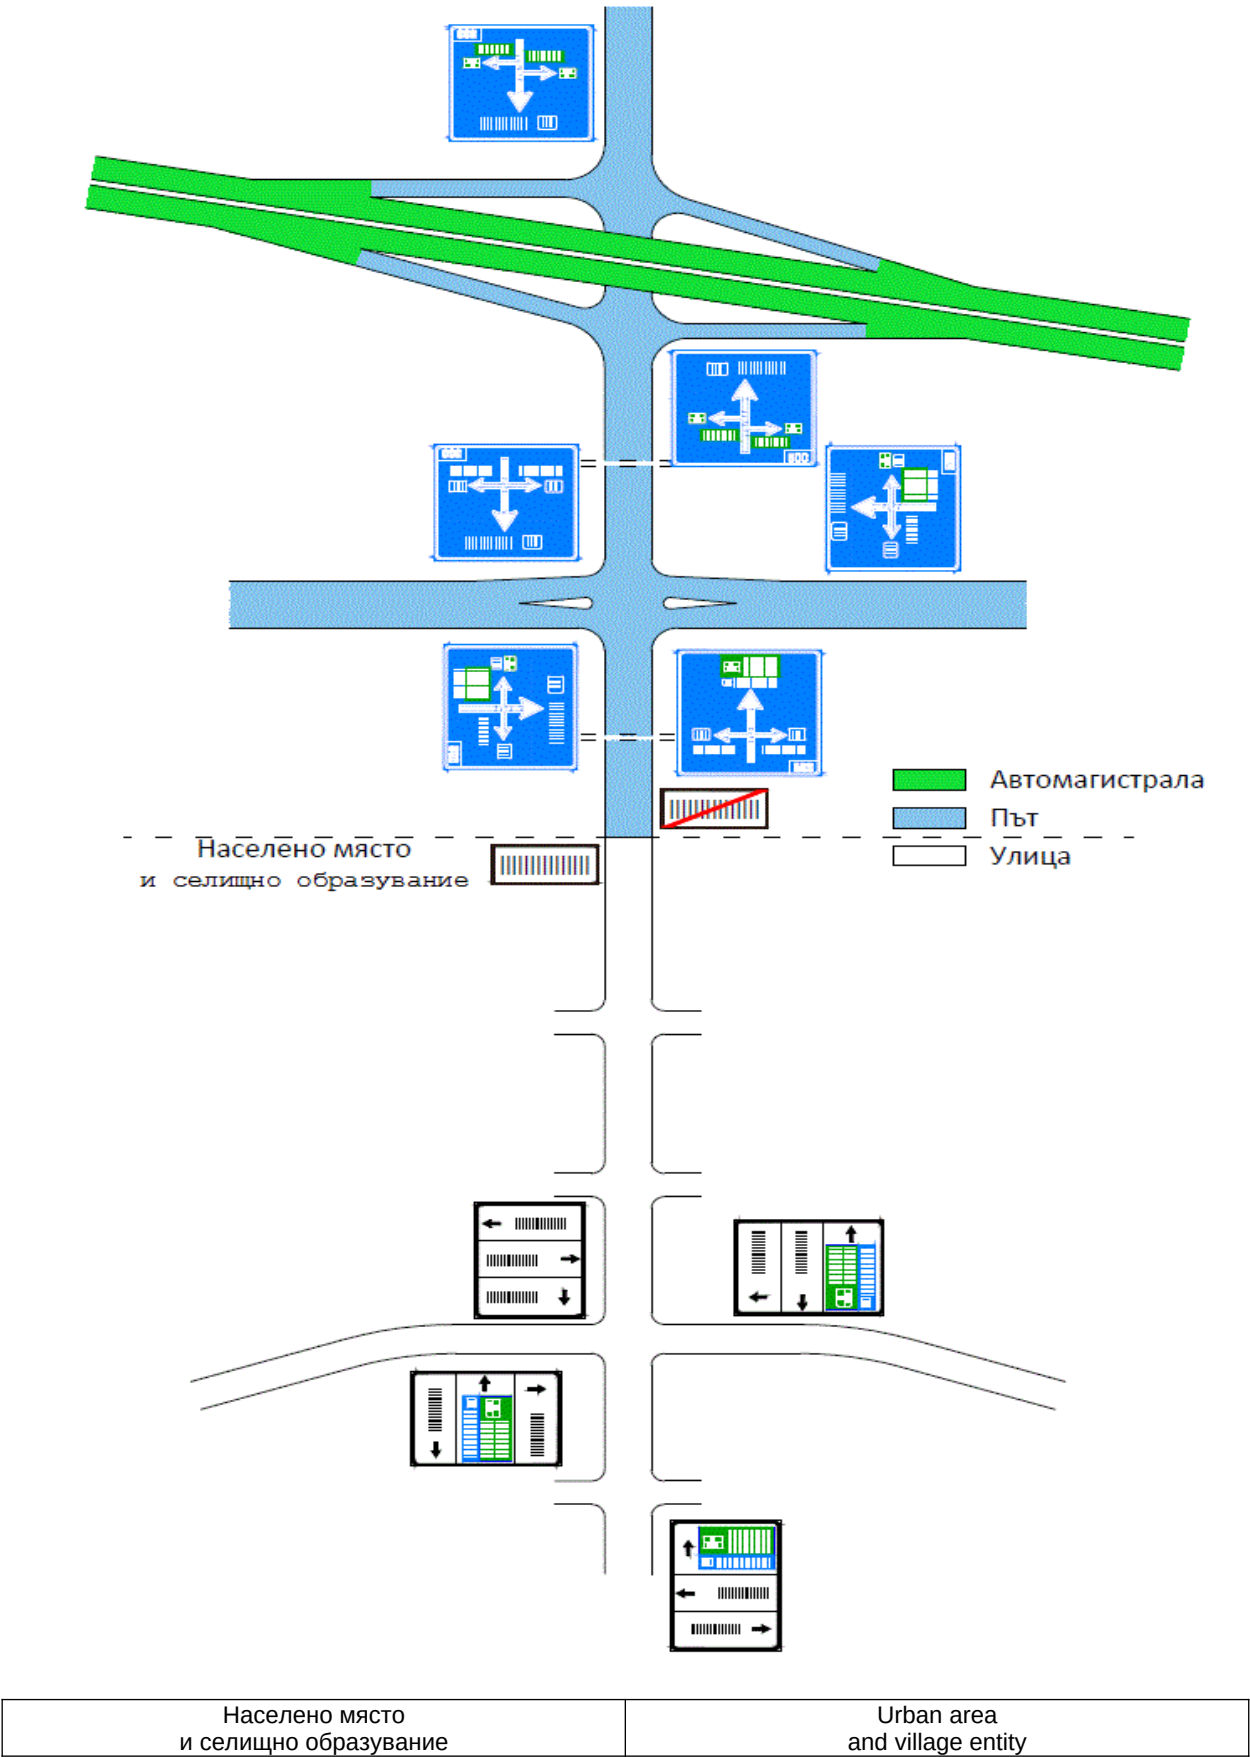 Автомагистрала
Път
Улица
Населено място
и селищно образувание
Населено място
и селищно образувание
Urban area
and village entity